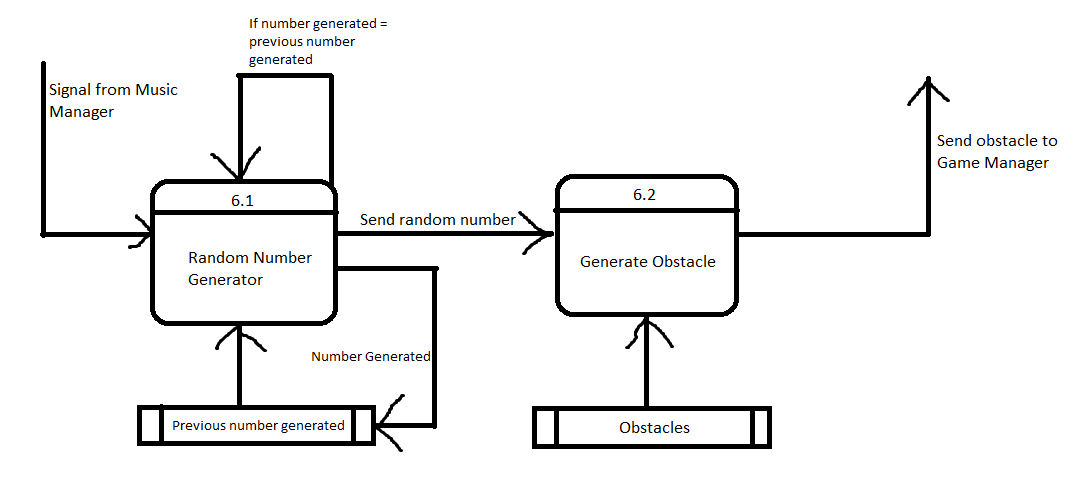 If number generated =
previous number
generated
Signal from Music
Manager
Send obstacle to
Game Manager
6.1
6.2
Send random number
Random Number
Generator
Generate Obstacle
Number Generated
Previous number generated
Obstacles